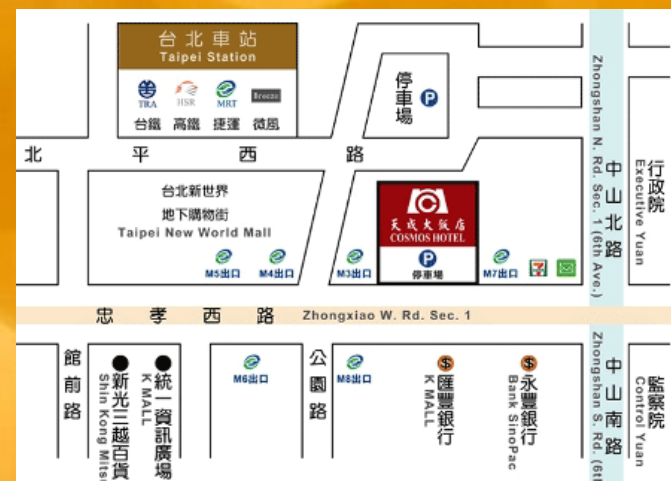 台北車站
Taipei Station
TRA
HSR
MRT
Breeze
台鐵
高鐵
捷運
微風
停車場
P
北平西路
台北新世界
地下購物街
Taipei New World Mall
M5出口
M4出口
M3出口
天成大飯店
COSMOS HOTEL
P
停車場
M7出口
7
Zhongshan N. Rd. Sec. 1 (6th Ave.)
中山北路
Executive Yuan
行政院
忠孝西路 Zhongxiao W. Rd. Sec. 1
館前路
新光三越百貨
Shin Kong Mitsu
統一資訊廣場
K MALL
M6出口
公園路
M8出口
$
匯豐銀行
K MALL
$
永豐銀行
Bank SinoPac
Zhongshan S. Rd. (6th
中山南路
Control Yuan
監察院